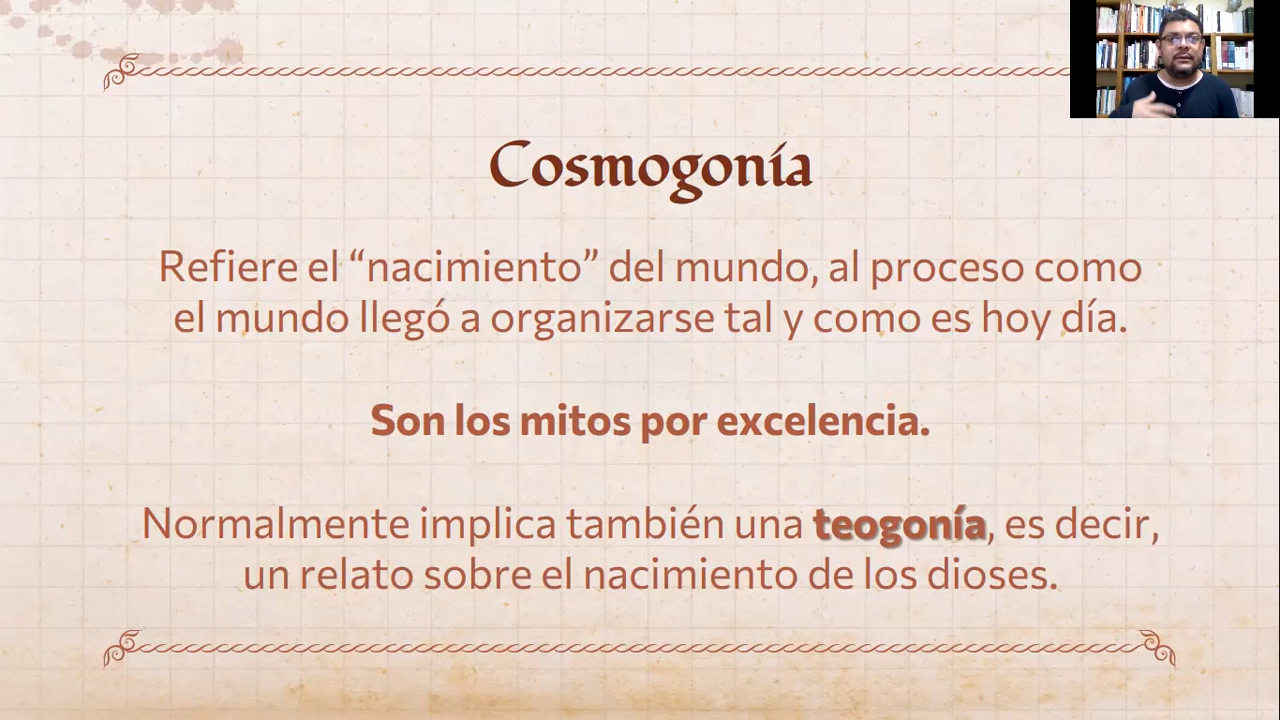 Cosmogonía
Refiere el “nacimiento” del mundo, al proceso como
el mundo llegó a organizarse tal y como es hoy día.
Son los mitos por excelencia.
Normalmente implica también una teogonía, es decir,
un relato sobre el nacimiento de los dioses.